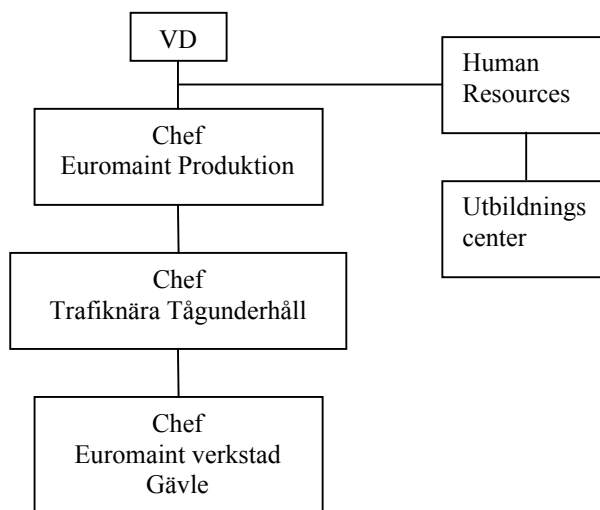 VD
Human
Resources
Chef
Euromaint Produktion
Utbildnings
center
Chef
Trafiknära Tågunderhåll
Chef
Euromaint verkstad
Gävle